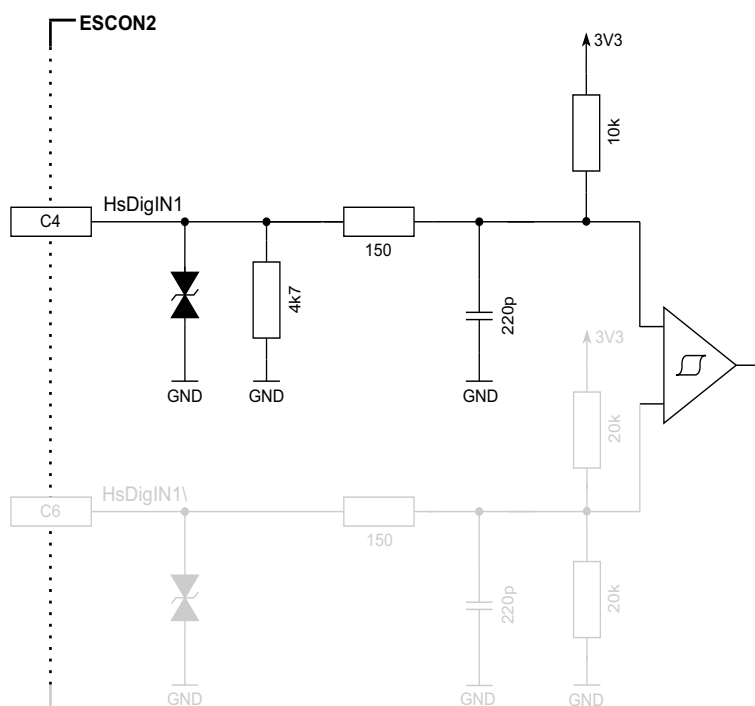 ESCON2
3V3
10k
C4
HsDigIN1
150
4k7
220p
GND
GND
GND
3V3
20k
C6
HsDigIN1\
150
220p
20k
GND
GND
GND